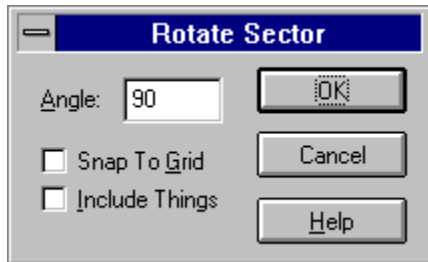 Rotate Sector
Angle: 90
OK
Snap To Grid
Cancel
Include Things
Help